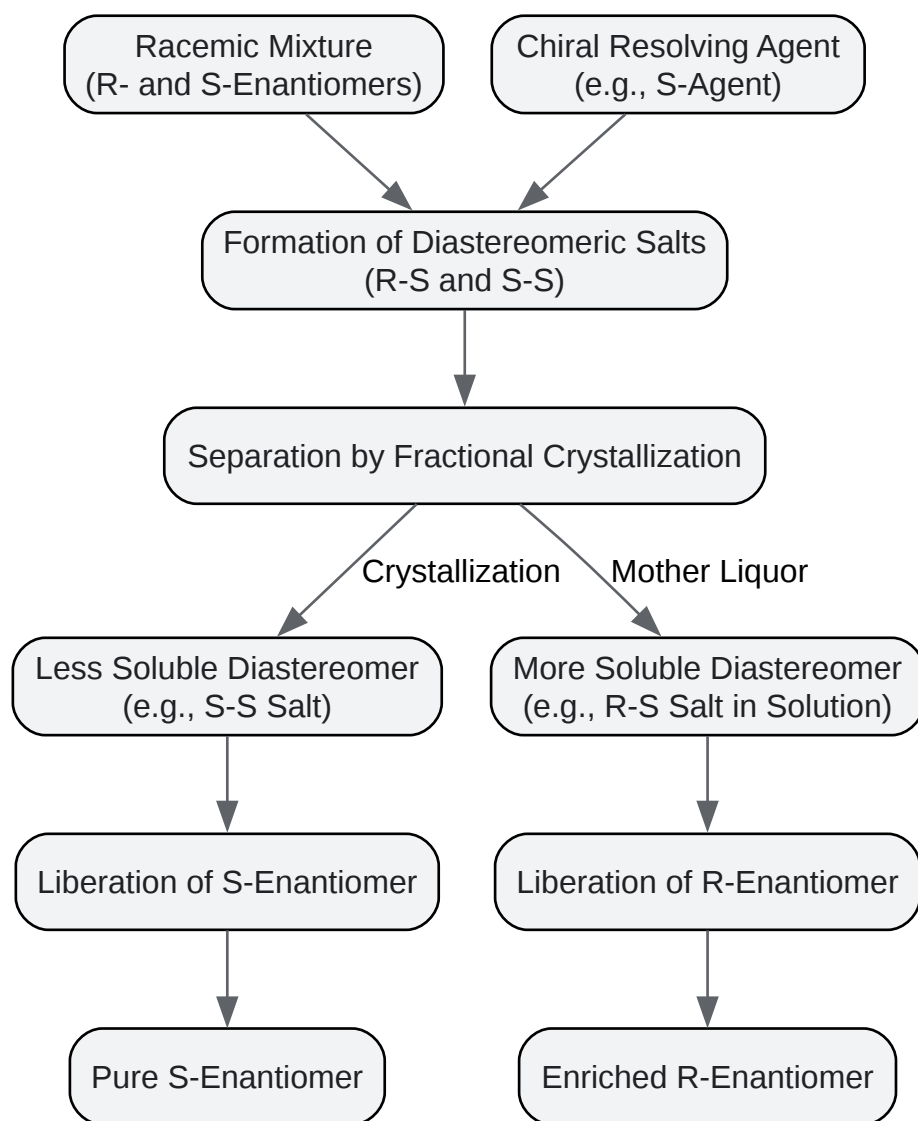 Racemic Mixture
(R- and S-Enantiomers)
Chiral Resolving Agent
(e.g., S-Agent)
Formation of Diastereomeric Salts
(R-S and S-S)
Separation by Fractional Crystallization
Crystallization
Mother Liquor
Less Soluble Diastereomer
(e.g., S-S Salt)
More Soluble Diastereomer
(e.g., R-S Salt in Solution)
Liberation of S-Enantiomer
Liberation of R-Enantiomer
Pure S-Enantiomer
Enriched R-Enantiomer